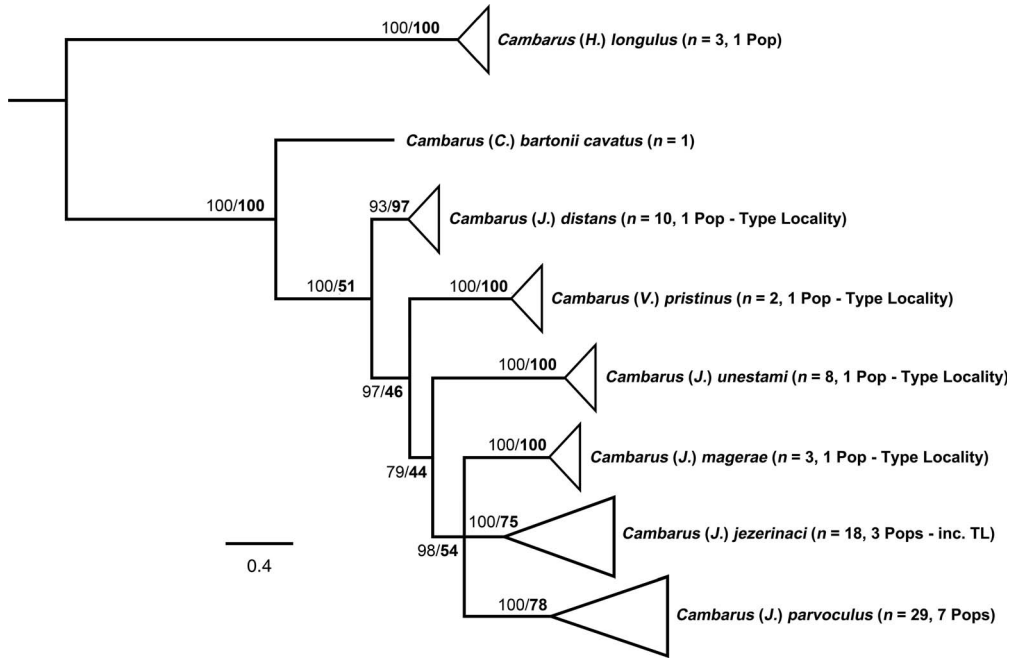 100/100
Cambarus (H.) longulus (n = 3, 1 Pop)
Cambarus (C.) bartonii cavatus (n = 1)
100/100
93/97
Cambarus (J.) distans (n = 10, 1 Pop - Type Locality)
100/51
100/100
Cambarus (V.) pristinus (n = 2, 1 Pop - Type Locality)
97/46
100/100
Cambarus (J.) unestami (n = 8, 1 Pop - Type Locality)
79/44
100/100
Cambarus (J.) magerae (n = 3, 1 Pop - Type Locality)
100/75
Cambarus (J.) jezerinaci (n = 18, 3 Pops - inc. TL)
98/54
0.4
100/78
Cambarus (J.) parvoculus (n = 29, 7 Pops)